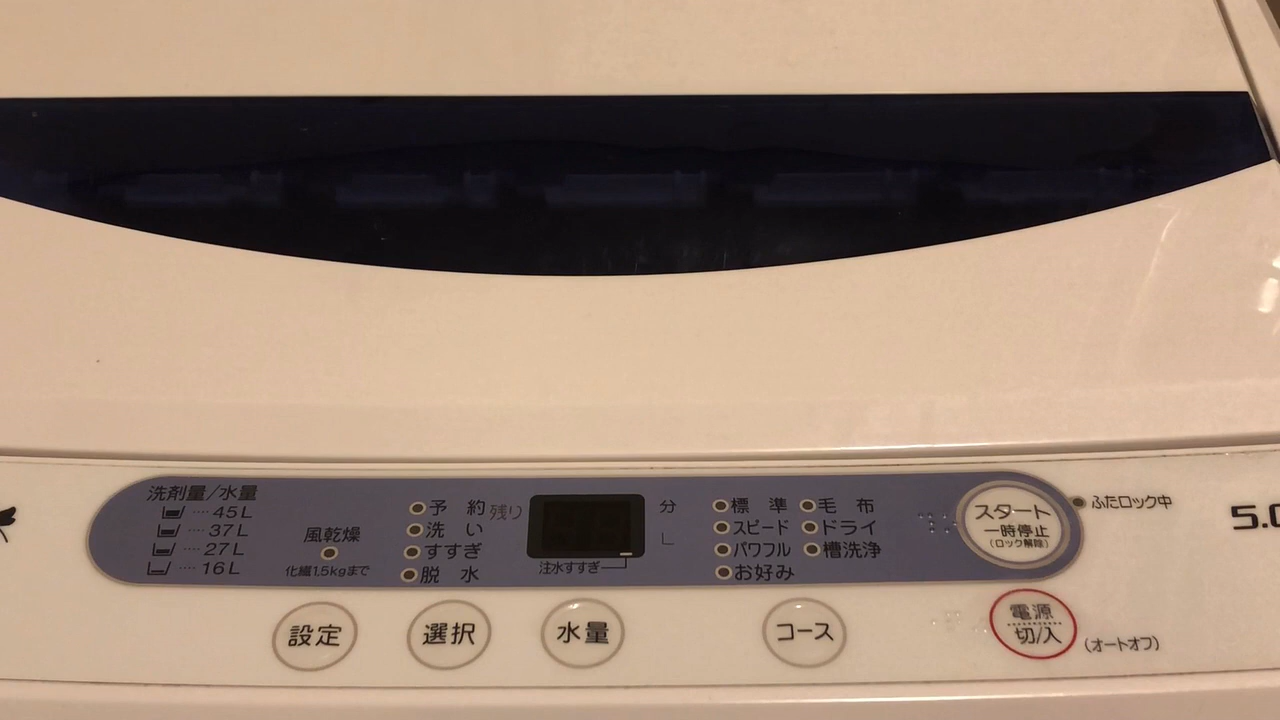 洗剤量/水量
····45L
····37L
····27L
····16L
風乾燥
化繊1.5kgまで
予約
洗い
すすぎ
脱水
残り
分
L
注水すすぎ
標準
スピード
パワフル
お好み
毛布
ドライ
槽洗浄
スタート
一時停止
(ロック解除)
ふたロック中
5.0
設定
選択
水量
コース
電源
切/入
(オートオフ)